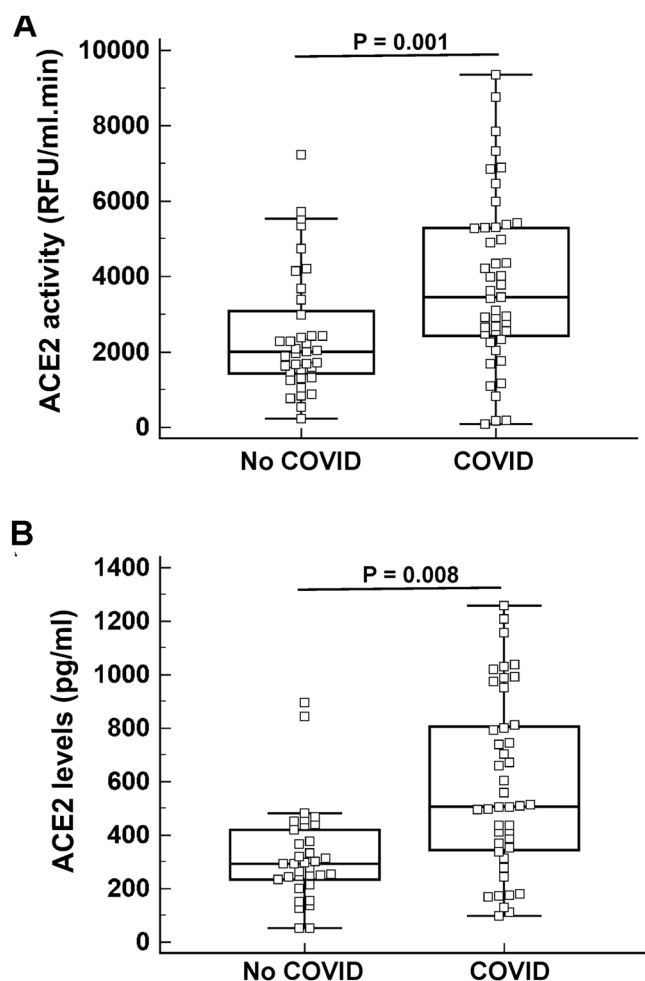 A
P = 0.001
10000
8000
6000
4000
2000
0
ACE2 activity (RFU/ml.min)
No COVID COVID
B
P = 0.008
1400
1200
1000
800
600
400
200
0
ACE2 levels (pg/ml)
No COVID COVID